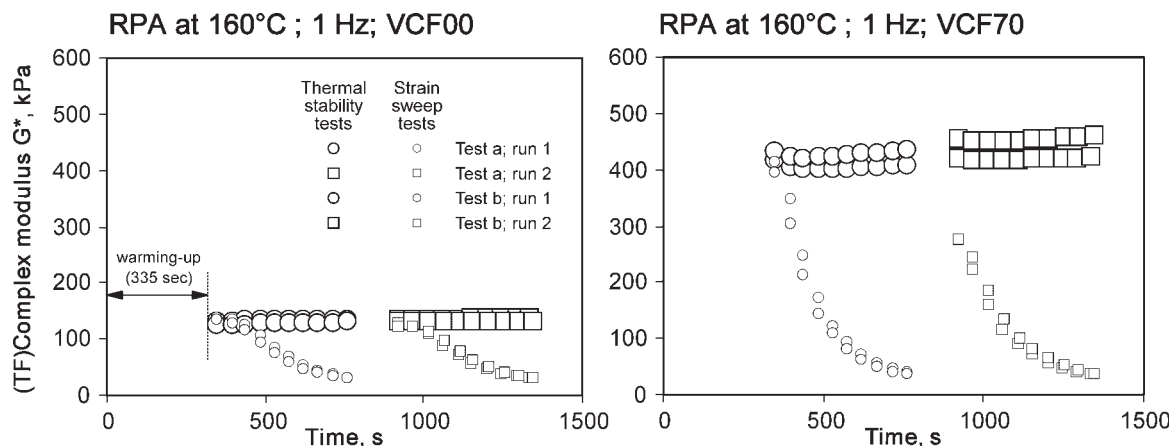 RPA at 160°C ; 1 Hz; VCF00
(TF)Complex modulus G*, kPa
600
500
400
300
200
100
0
Thermal stability tests
Strain sweep tests
Test a; run 1
Test a; run 2
Test b; run 1
Test b; run 2
warming-up
(335 sec)
0
500
1000
1500
Time, s
RPA at 160°C ; 1 Hz; VCF70
600
500
400
300
200
100
0
0
500
1000
1500
Time, s